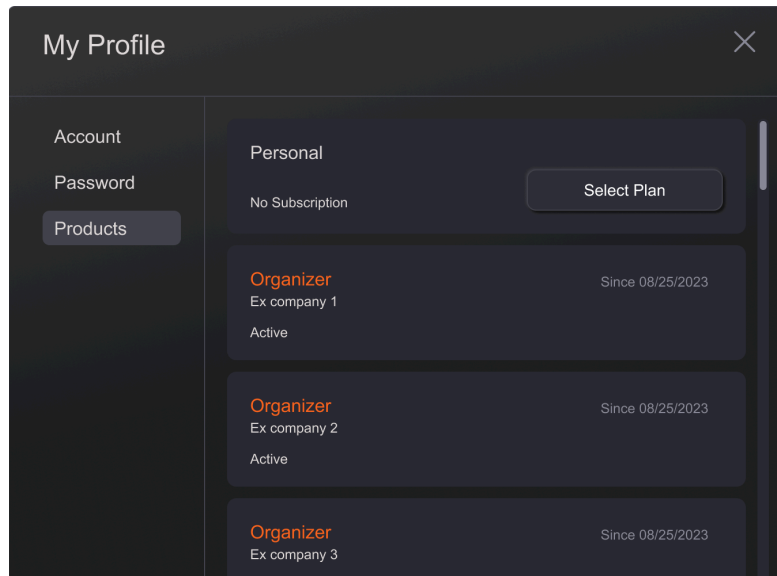 My Profile
Account
Password
Products
Personal
No Subscription
Select Plan
Organizer
Since 08/25/2023
Ex company 1
Active
Organizer
Since 08/25/2023
Ex company 2
Active
Organizer
Since 08/25/2023
Ex company 3